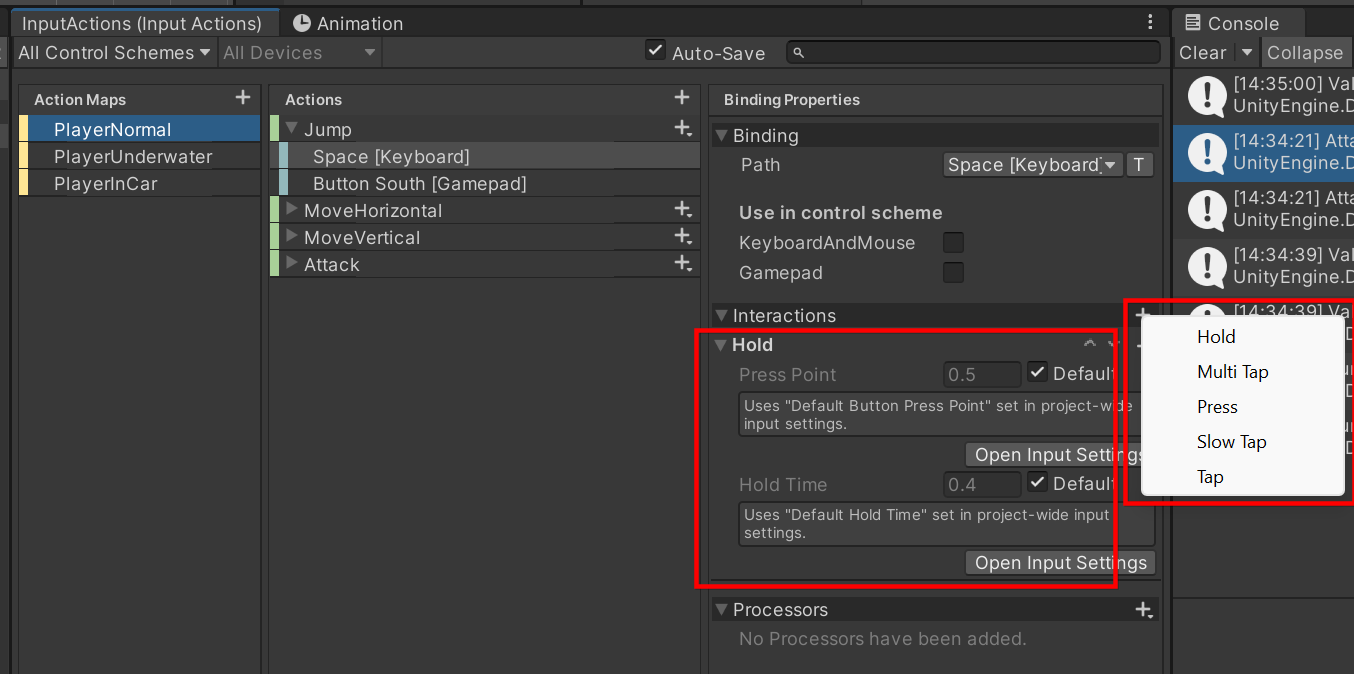 InputActions (Input Actions)
Animation
Console
All Control Schemes
All Devices
Auto-Save
Clear
Collapse
Action Maps
PlayerNormal
PlayerUnderwater
PlayerInCar
Actions
Jump
Space [Keyboard]
Button South [Gamepad]
MoveHorizontal
MoveVertical
Attack
Binding Properties
Binding
Path
Space [Keyboard]
T
Use in control scheme
KeyboardAndMouse
Gamepad
Interactions
Hold
Press Point
0.5
Default
Uses "Default Button Press Point" set in project-wide
input settings.
Open Input Settings
Hold Time
0.4
Default
Uses "Default Hold Time" set in project-wide input
settings.
Open Input Settings
Processors
No Processors have been added.
Hold
Multi Tap
Press
Slow Tap
Tap
[14:35:00] Val
UnityEngine.D
[14:34:21] Atta
UnityEngine.D
[14:34:21] Atta
UnityEngine.D
[14:34:39] Val
UnityEngine.D
[14:34:39] Va